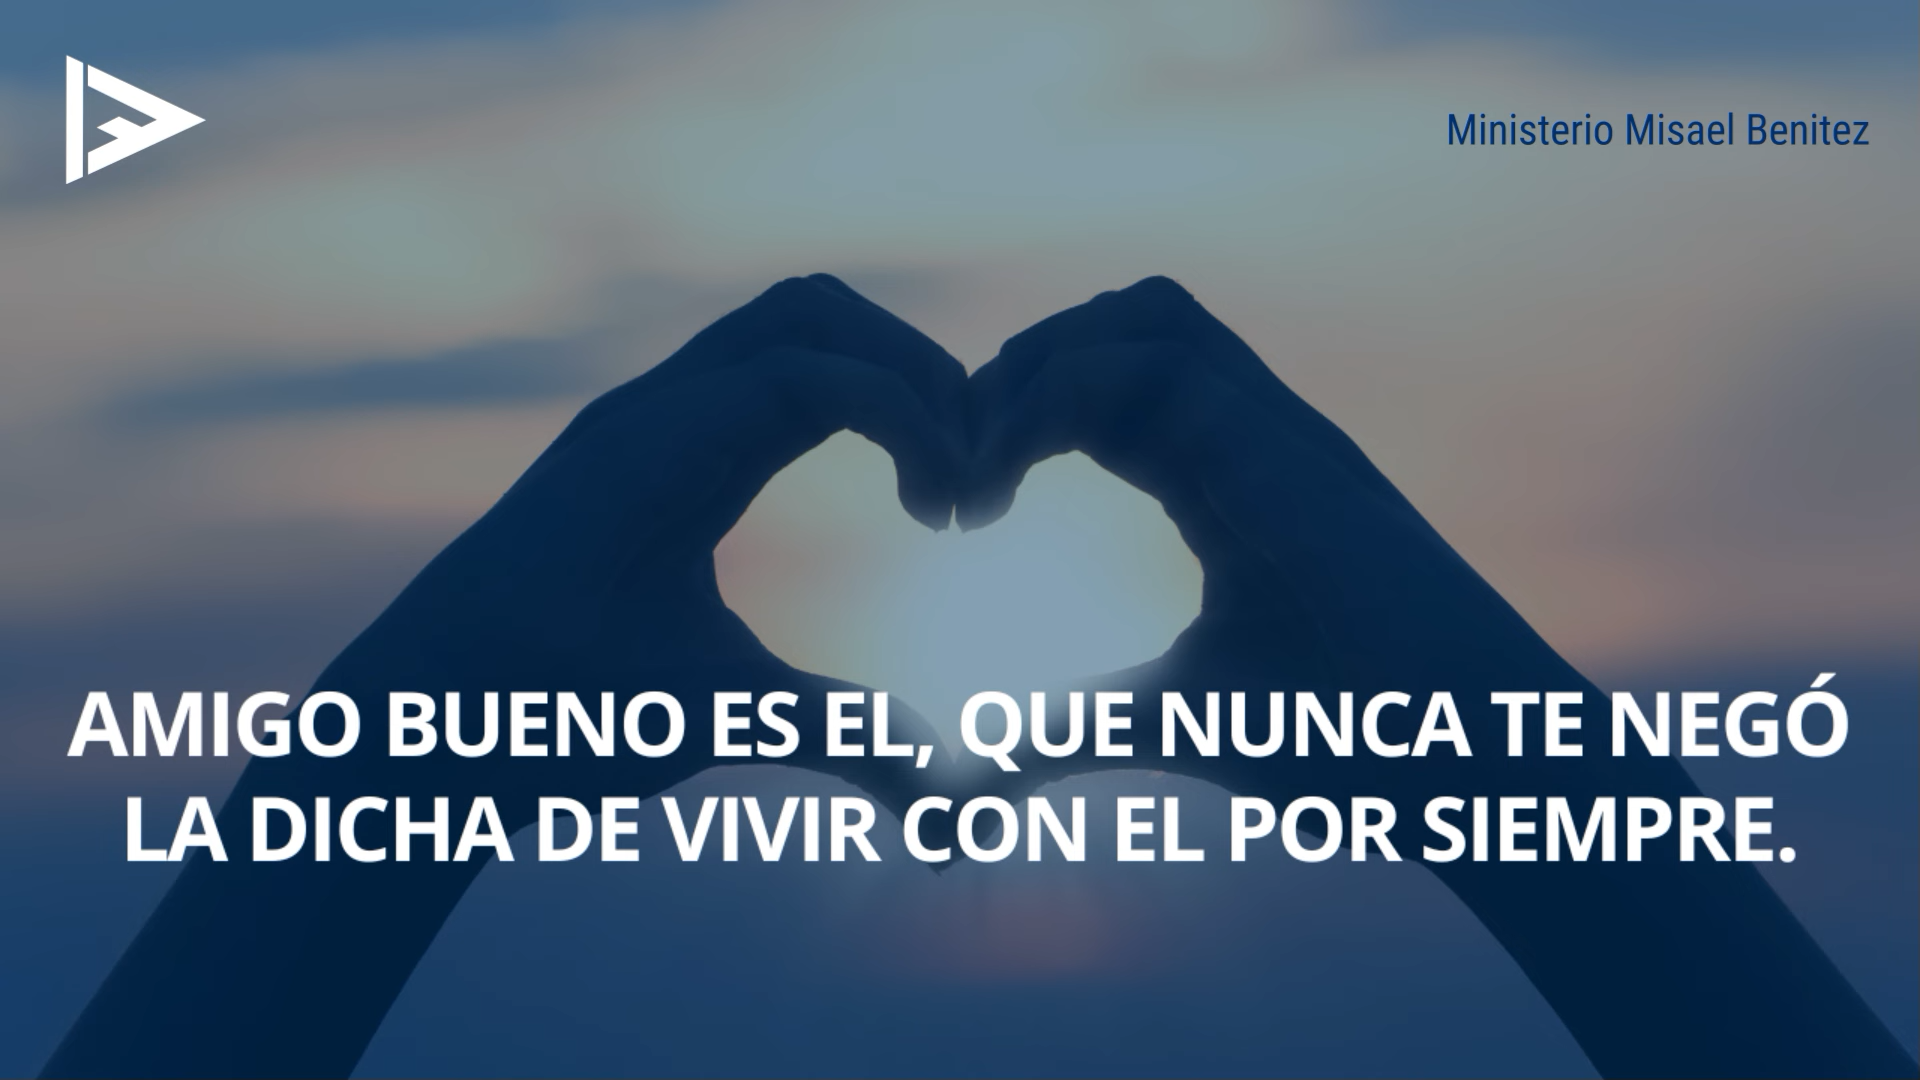 Ministerio Misael Benitez
AMIGO BUENO ES EL, QUE NUNCA TE NEGÓ
LA DICHA DE VIVIR CON EL POR SIEMPRE.